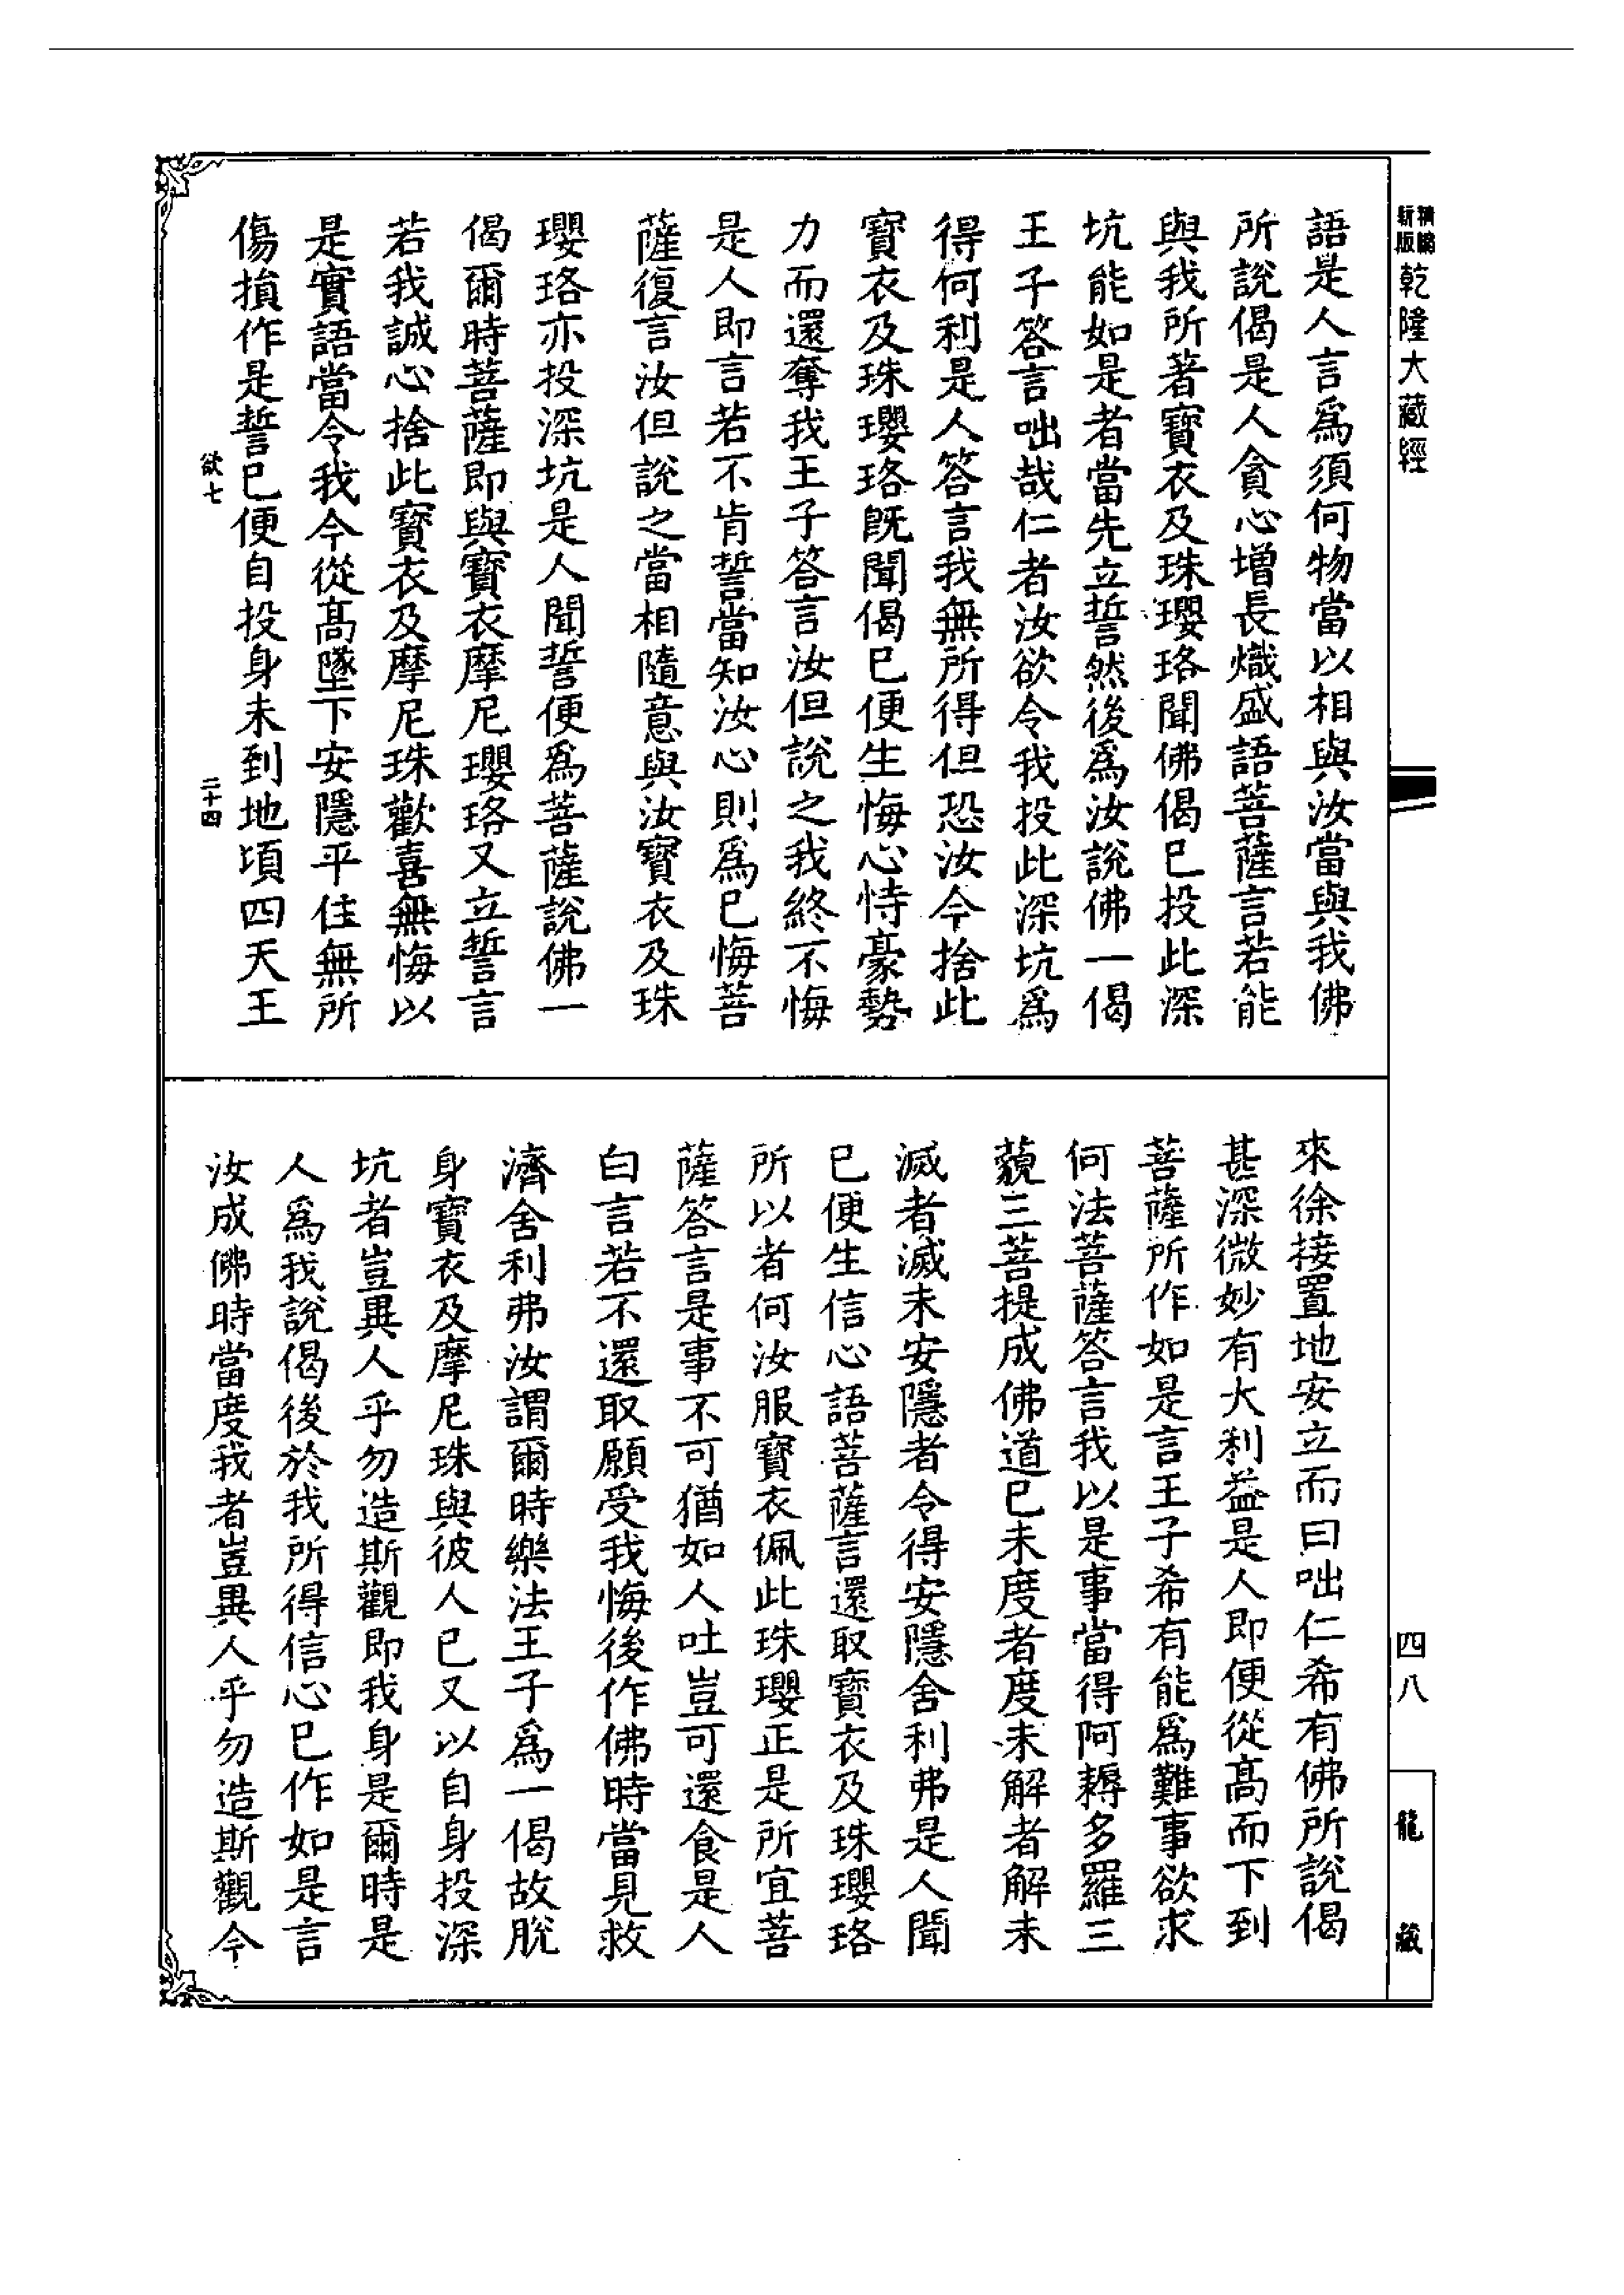 精編新版
乾隆大藏經
語是人言爲須何物當以相與汝當與我佛
所說偈是人貪心增長熾盛語菩薩言若能
與我所著寶衣及珠瓔珞聞佛偈已投此深
坑能如是者當先立誓然後爲汝說佛一偈
王子答言咄哉仁者汝欲令我投此深坑爲
得何利是人答言我無所得但恐汝今捨此
寶衣及珠瓔珞既聞偈已便生悔心恃豪勢
力而還奪我王子答言汝但說之我終不悔
是人即言若不肯誓當知汝心則爲已悔菩
薩復言汝但說之當相隨意與汝寶衣及珠
瓔珞亦投深坑是人聞誓便爲菩薩說佛一
偈爾時菩薩即與寶衣摩尼瓔珞又立誓言
若我誠心捨此寶衣及摩尼珠歡喜無悔以
是實語當令我今從高墜下安隱平住無所
傷損作是誓已便自投身未到地頃四天王
欲七
二十四
來徐接置地安立而曰咄仁希有佛所說偈
甚深微妙有大利益是人即便從高而下到
菩薩所作如是言王子希有能爲難事欲求
何法菩薩答言我以是事當得阿耨多羅三
藐三菩提成佛道已未度者度未解者解未
滅者滅未安隱者令得安隱舍利弗是人聞
已便生信心語菩薩言還取寶衣及珠瓔珞
所以者何汝服寶衣佩此珠瓔正是所宜菩
薩答言是事不可猶如人吐豈可還食是人
白言若不還取願受我悔後作佛時當見救
濟舍利弗汝謂爾時樂法王子爲一偈故脫
身寶衣及摩尼珠與彼人已又以自身投深
坑者豈異人乎勿造斯觀即我身是爾時是
人爲我說偈後於我所得信心已作如是言
汝成佛時當度我者豈異人乎勿造斯觀今
四八
龍藏